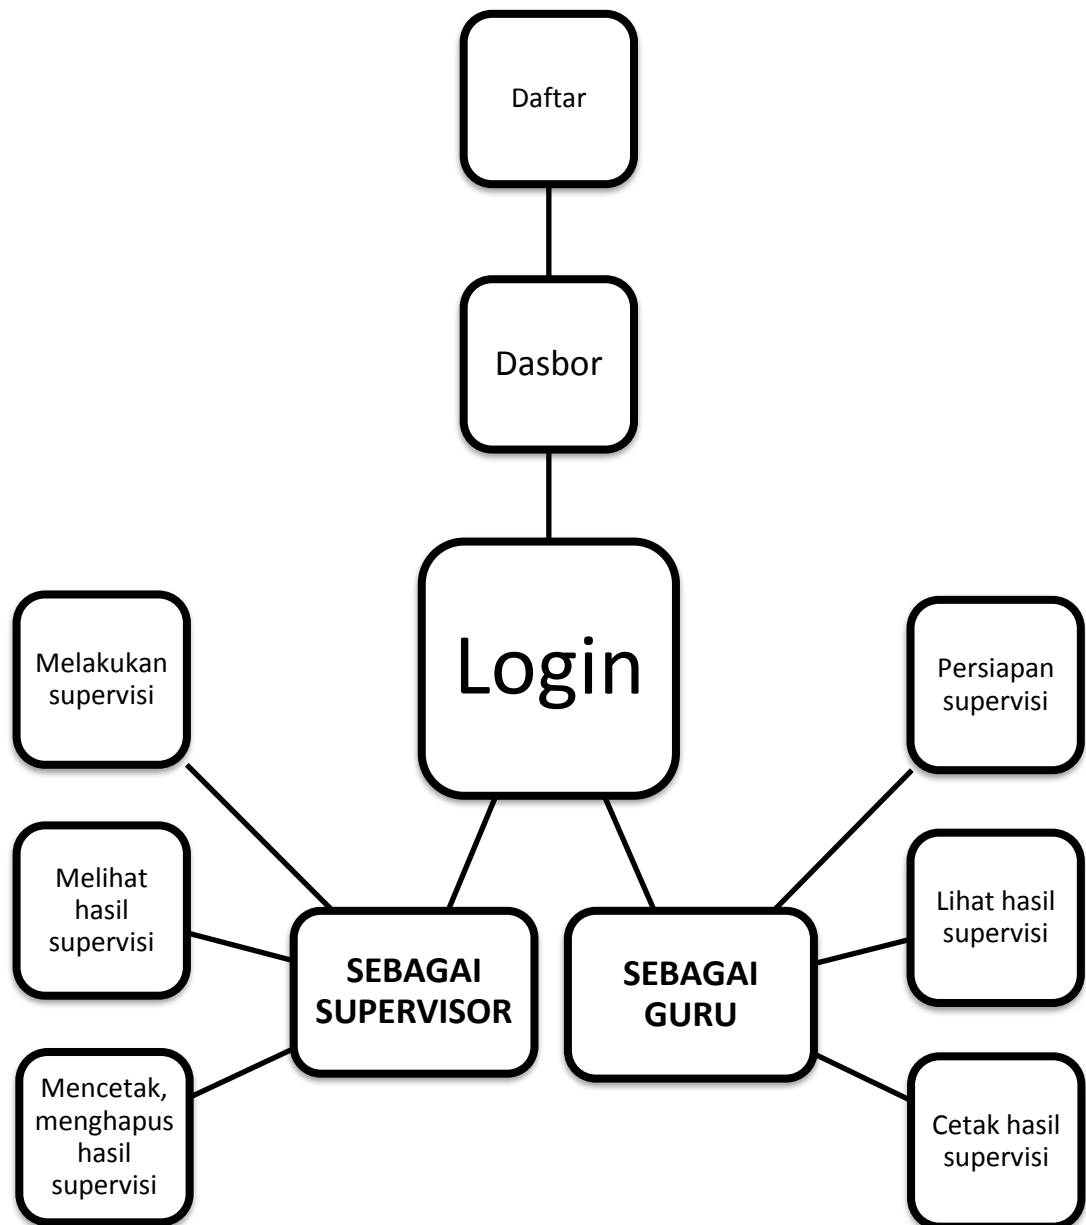 Daftar
Dasbor
Login
Melakukan
supervisi
Persiapan
supervisi
Melihat
hasil
supervisi
Lihat hasil
supervisi
SEBAGAI
SUPERVISOR
SEBAGAI
GURU
Mencetak,
menghapus
hasil
supervisi
Cetak hasil
supervisi